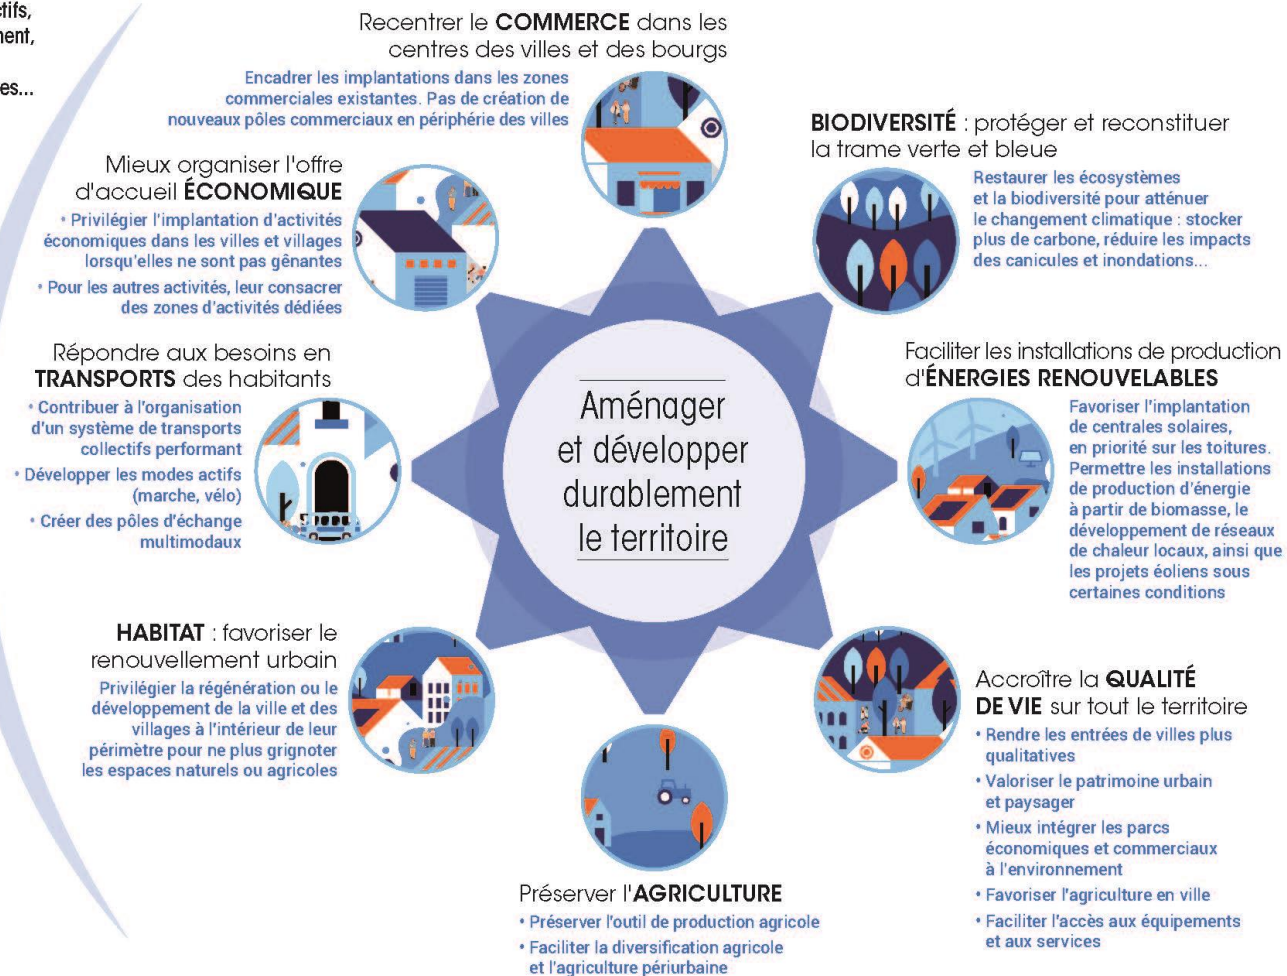 Recentrer le COMMERCE dans les
centres des villes et des bourgs
Encadrer les implantations dans les zones
commerciales existantes. Pas de création de
nouveaux pôles commerciaux en périphérie des villes
BIODIVERSITÉ : protéger et reconstituer
la trame verte et bleue
Restaurer les écosystèmes
et la biodiversité pour atténuer
le changement climatique : stocker
plus de carbone, réduire les impacts
des canicules et inondations...
Mieux organiser l'offre
d'accueil ÉCONOMIQUE
• Privilégier l'implantation d'activités
économiques dans les villes et villages
lorsqu'elles ne sont pas gênantes
• Pour les autres activités, leur consacrer
des zones d'activités dédiées
Faciliter les installations de production
d'ÉNERGIES RENOUVELABLES
Favoriser l'implantation
de centrales solaires,
en priorité sur les toitures.
Permettre les installations
de production d'énergie
à partir de biomasse, le
développement de réseaux
de chaleur locaux, ainsi que
les projets éoliens sous
certaines conditions
Répondre aux besoins en
TRANSPORTS des habitants
• Contribuer à l'organisation
d'un système de transports
collectifs performant
• Développer les modes actifs
(marche, vélo)
• Créer des pôles d'échange
multimodaux
Aménager
et développer
durablement
le territoire
HABITAT : favoriser le
renouvellement urbain
Privilégier la régénération ou le
développement de la ville et des
villages à l'intérieur de leur
périmètre pour ne plus grignoter
les espaces naturels ou agricoles
Accroître la QUALITÉ
DE VIE sur tout le territoire
• Rendre les entrées de villes plus
qualitatives
• Valoriser le patrimoine urbain
et paysager
• Mieux intégrer les parcs
économiques et commerciaux
à l'environnement
• Favoriser l'agriculture en ville
• Faciliter l'accès aux équipements
et aux services
Préserver l'AGRICULTURE
• Préserver l'outil de production agricole
• Faciliter la diversification agricole
et l'agriculture périurbaine